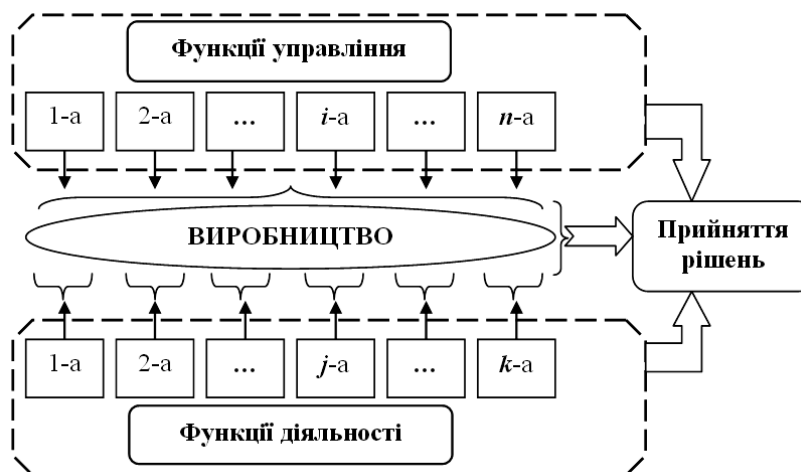 Функції управління
1-а 2-а ... i-а ... n-а
ВИРОБНИЦТВО
Прийняття
рішень
1-а 2-а ... j-а ... k-а
Функції діяльності